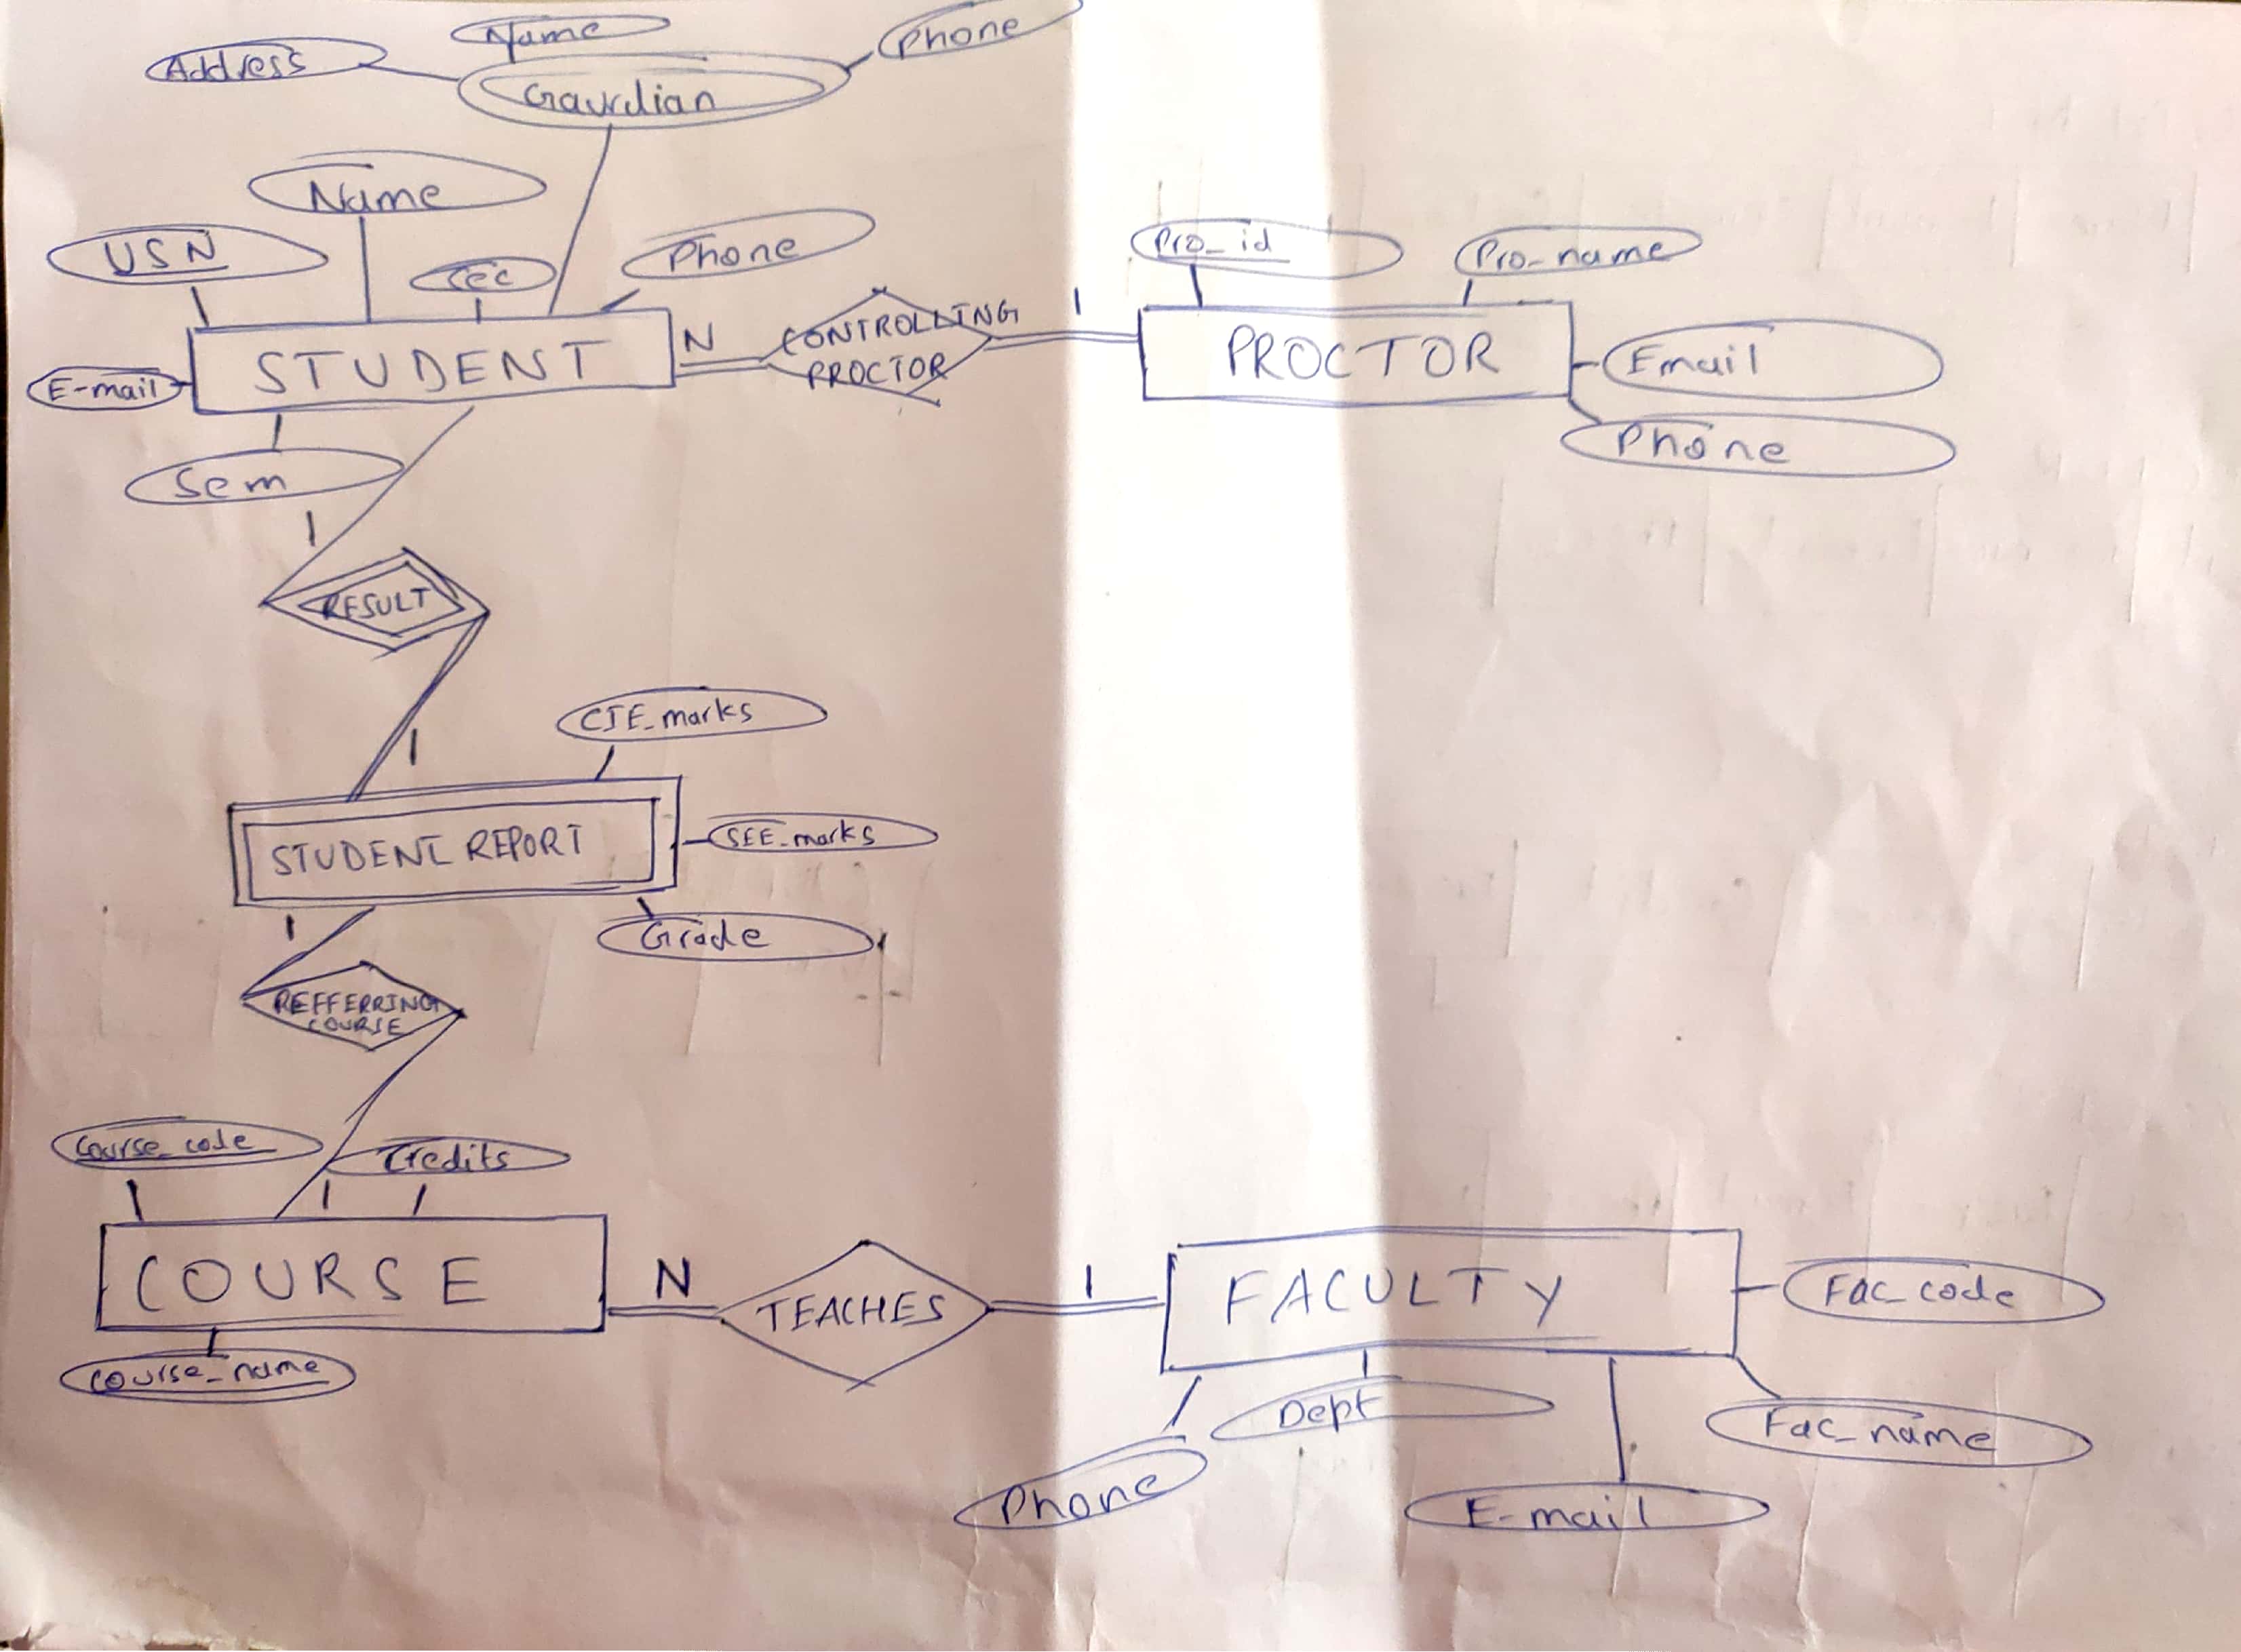 Name
Phone
Address
Gaurdian
Name
USN
Sec
Phone
Pro_id
Pro_name
STUDENT
N
CONTROLLING
PROCTOR
1
PROCTOR
Email
E-mail
Phone
Sem
1
RESULT
CIE_marks
1
STUDENT REPORT
SEE_marks
1
Grade
REFFERRING
COURSE
Course_code
Credits
1
COURSE
N
TEACHES
1
FACULTY
Fac_code
Course_name
Dept
Fac_name
Phone
E-mail